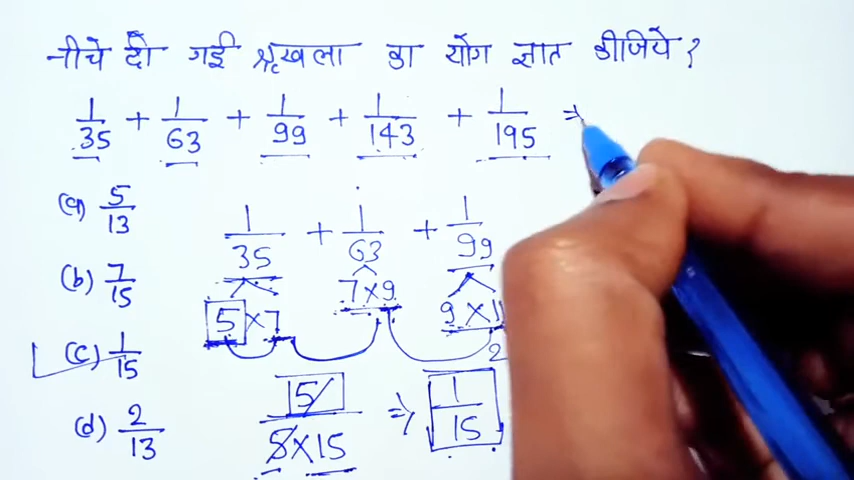 नीचे दी गई श्रृखला का योग ज्ञात कीजिये ?
1/35 + 1/63 + 1/99 + 1/143 + 1/195 ⇒
(a) 5/13
(b) 7/15
(c) 1/15
(d) 2/13
1/35 + 1/63 + 1/99
5×7 7×9 9×1
2
5/8×15 ⇒ 1/15